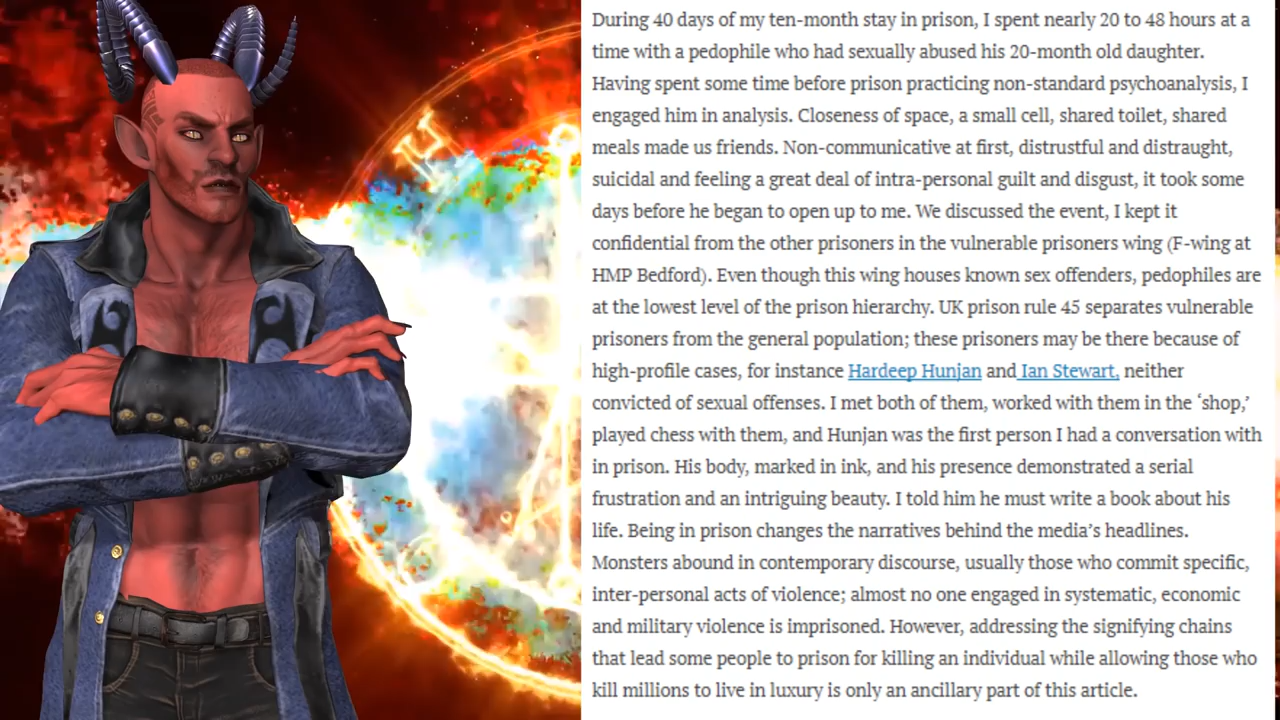 During 40 days of my ten-month stay in prison, I spent nearly 20 to 48 hours at a
time with a pedophile who had sexually abused his 20-month old daughter.
Having spent some time before prison practicing non-standard psychoanalysis, I
engaged him in analysis. Closeness of space, a small cell, shared toilet, shared
meals made us friends. Non-communicative at first, distrustful and distraught,
suicidal and feeling a great deal of intra-personal guilt and disgust, it took some
days before he began to open up to me. We discussed the event, I kept it
confidential from the other prisoners in the vulnerable prisoners wing (F-wing at
HMP Bedford). Even though this wing houses known sex offenders, pedophiles are
at the lowest level of the prison hierarchy. UK prison rule 45 separates vulnerable
prisoners from the general population; these prisoners may be there because of
high-profile cases, for instance Hardeep Hunjan and Ian Stewart, neither
convicted of sexual offenses. I met both of them, worked with them in the ‘shop,’
played chess with them, and Hunjan was the first person I had a conversation with
in prison. His body, marked in ink, and his presence demonstrated a serial
frustration and an intriguing beauty. I told him he must write a book about his
life. Being in prison changes the narratives behind the media’s headlines.
Monsters abound in contemporary discourse, usually those who commit specific,
inter-personal acts of violence; almost no one engaged in systematic, economic
and military violence is imprisoned. However, addressing the signifying chains
that lead some people to prison for killing an individual while allowing those who
kill millions to live in luxury is only an ancillary part of this article.